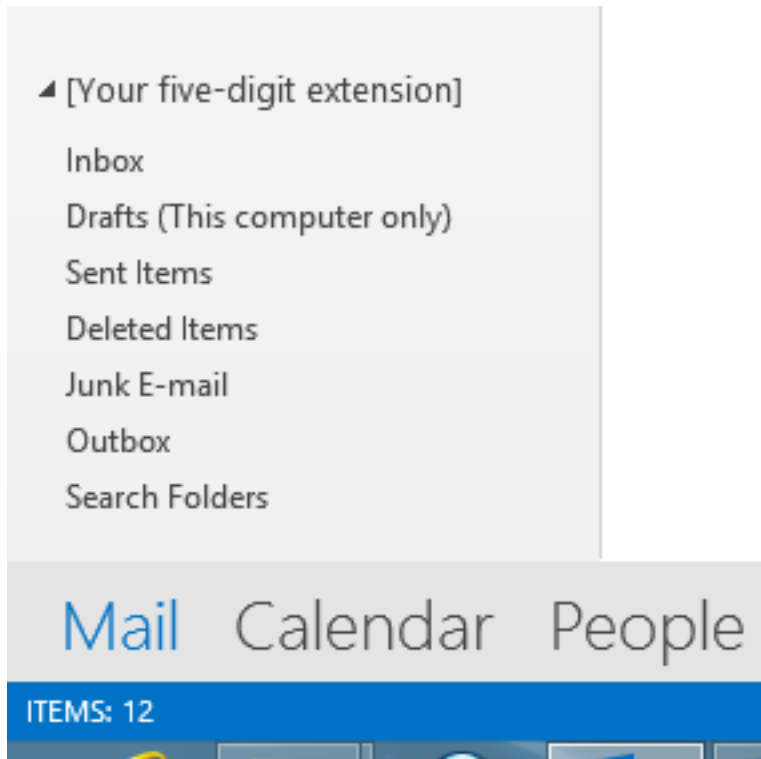 [Your five-digit extension]
Inbox
Drafts (This computer only)
Sent Items
Deleted Items
Junk E-mail
Outbox
Search Folders
Mail Calendar People
ITEMS: 12